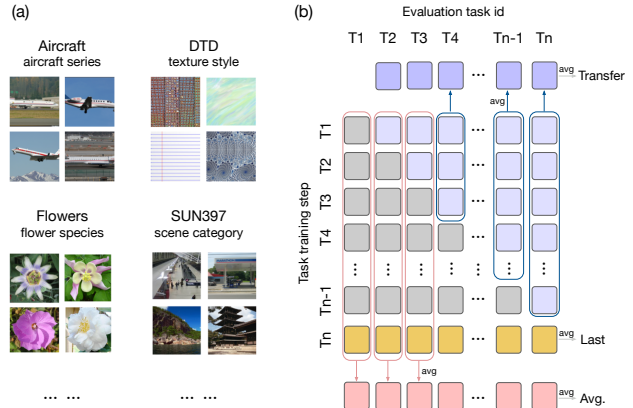 (a)
Aircraft
aircraft series
DTD
texture style
Flowers
flower species
SUN397
scene category
... ...
... ...
(b)
Evaluation task id
T1 T2 T3 T4 ... Tn-1 Tn
avg
Transfer
avg
Task training step
T1
T2
T3
T4
Tn-1
Tn
avg
Last
avg
avg
Avg.